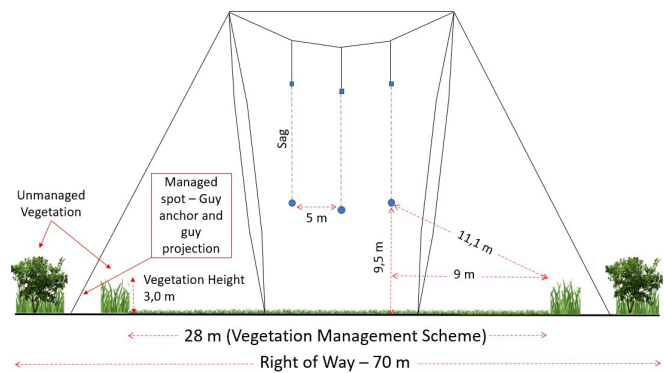 Sag
Unmanaged
Vegetation
Managed
spot – Guy
anchor and
guy
projection
5 m
11,1 m
9,5 m
9 m
Vegetation Height
3,0 m
28 m (Vegetation Management Scheme)
Right of Way – 70 m